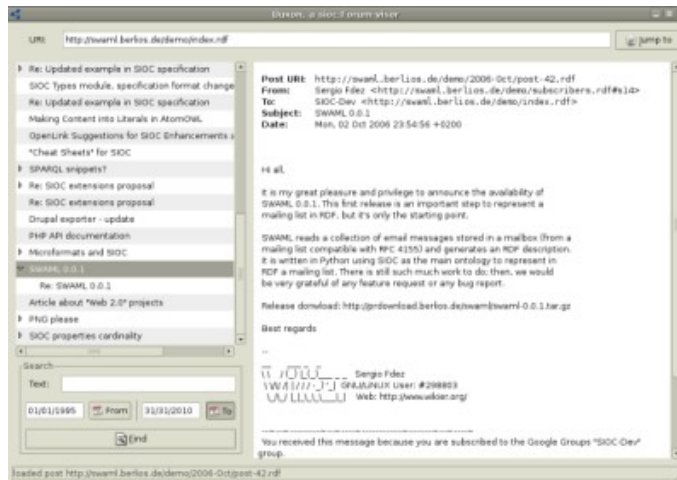 Buxon, a sioc:Forum visor
URI: http://swaml.berlios.de/demo/index.rdf Jump to
Re: Updated example in SIOC specification
SIOC Types module, specification format change
Re: Updated example in SIOC specification
Making Content into Literals in AtomOWL
OpenLink Suggestions for SIOC Enhancements a
"Cheat Sheets" for SIOC
SPARQL snippets?
Re: SIOC extensions proposal
Re: SIOC extensions proposal
Drupal exporter - update
PHP API documentation
Microformats and SIOC
SWAML 0.0.1
Re: SWAML 0.0.1
Article about "Web 2.0" projects
PNG please
SIOC properties cardinality
Search
Text:
01/01/1995 From 31/31/2010 To
Find
Post URI: http://swaml.berlios.de/demo/2006-Oct/post-42.rdf
From: Sergio Fdez <http://swaml.berlios.de/demo/subscribers.rdf#s14>
To: SIOC-Dev <http://swaml.berlios.de/demo/index.rdf>
Subject: SWAML 0.0.1
Date: Mon, 02 Oct 2006 23:54:56 +0200
Hi all,
it is my great pleasure and privilege to announce the availability of
SWAML 0.0.1. This first release is an important step to represent a
mailing list in RDF, but it's only the starting point.
SWAML reads a collection of email messages stored in a mailbox (from a
mailing list compatible with RFC 4155) and generates an RDF description.
It is written in Python using SIOC as the main ontology to represent in
RDF a mailing list. There is still such much work to do; then, we would
be very grateful of any feature request or any bug report.
Release donwload: http://prdownload.berlios.de/swaml/swaml-0.0.1.tar.gz
Best regards
--
Sergio Fdez
GNU/LINUX User: #298803
Web: http://www.wikier.org/
You received this message because you are subscribed to the Google Groups "SIOC-Dev"
group.
loaded post http://swaml.berlios.de/demo/2006-Oct/post-42.rdf